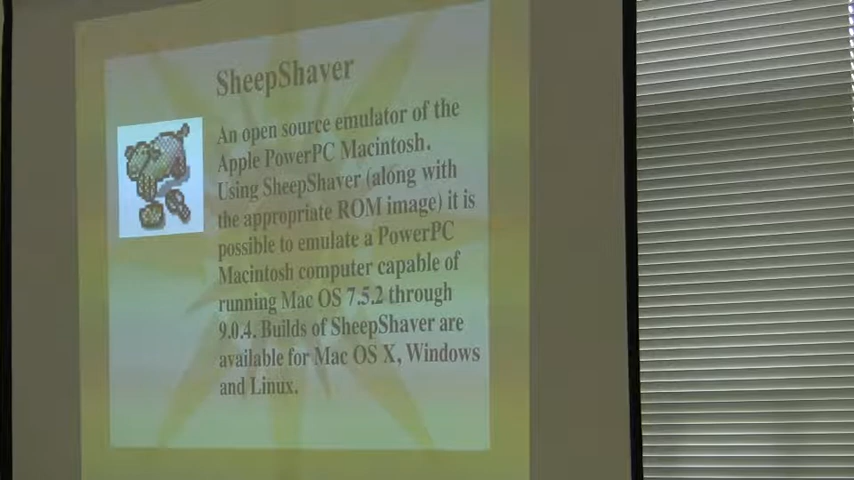 SheepShaver
An open source emulator of the
Apple PowerPC Macintosh.
Using SheepShaver (along with
the appropriate ROM image) it is
possible to emulate a PowerPC
Macintosh computer capable of
running Mac OS 7.5.2 through
9.0.4. Builds of SheepShaver are
available for Mac OS X, Windows
and Linux.